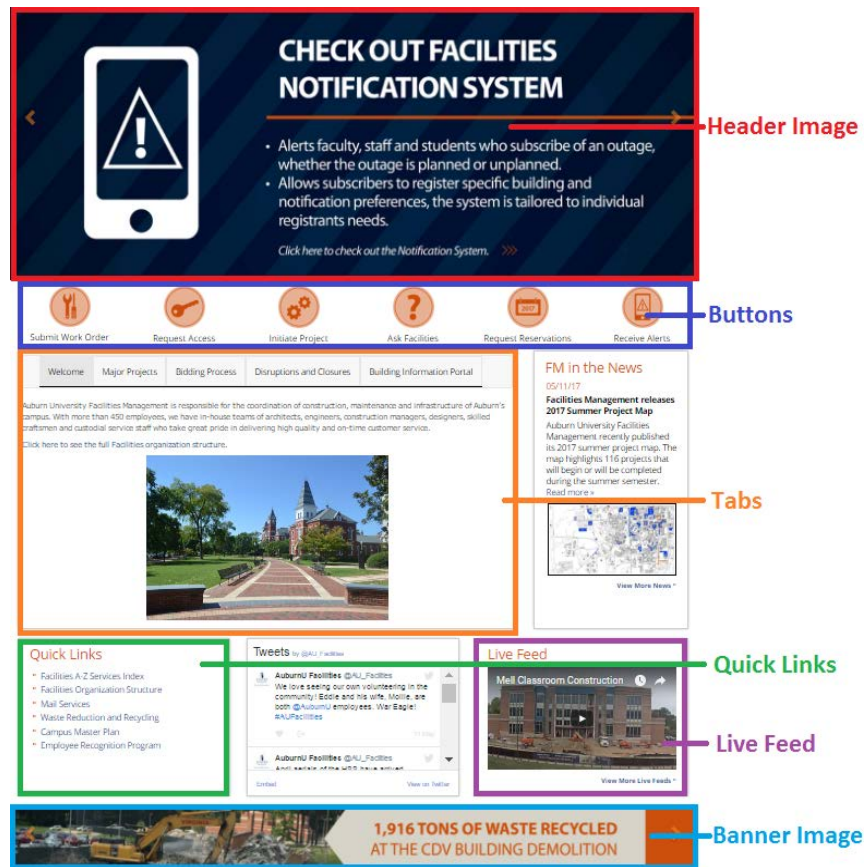 CHECK OUT FACILITIES
NOTIFICATION SYSTEM
• Alerts faculty, staff and students who subscribe of an outage,
whether the outage is planned or unplanned.
• Allows subscribers to register specific building and
notification preferences, the system is tailored to individual
registrants needs.
Click here to check out the Notification System. >>>
Header Image
2017
Submit Work Order
Request Access
Initiate Project
Ask Facilities
Request Reservations
Receive Alerts
Buttons
Welcome
Major Projects
Bidding Process
Disruptions and Closures
Building Information Portal
Auburn University Facilities Management is responsible for the coordination of construction, maintenance and infrastructure of Auburn's
campus. With more than 450 employees, we have in-house teams of architects, engineers, construction managers, designers, skilled
craftsmen and custodial service staff who take great pride in delivering high quality and on-time customer service.
Click here to see the full Facilities organization structure.
Tabs
FM in the News
05/11/17
Facilities Management releases
2017 Summer Project Map
Auburn University Facilities
Management recently published
its 2017 summer project map. The
map highlights 116 projects that
will begin or will be completed
during the summer semester.
Read more »
View More News
Quick Links
Facilities A-Z Services Index
Facilities Organization Structure
Mail Services
Waste Reduction and Recycling
Campus Master Plan
Employee Recognition Program
Quick Links
Tweets by @AU_Facilities
AuburnU Facilities @AU_Facilities
We love seeing our own volunteering in the
community! Eddie and his wife, Mollie, are
both @AuburnU employees. War Eagle!
#AUFacilities
AuburnU Facilities @AU_Facilities
Embed
View on Twitter
Live Feed
Mell Classroom Construction
View More Live Feeds
Live Feed
1,916 TONS OF WASTE RECYCLED
AT THE CDV BUILDING DEMOLITION
Banner Image